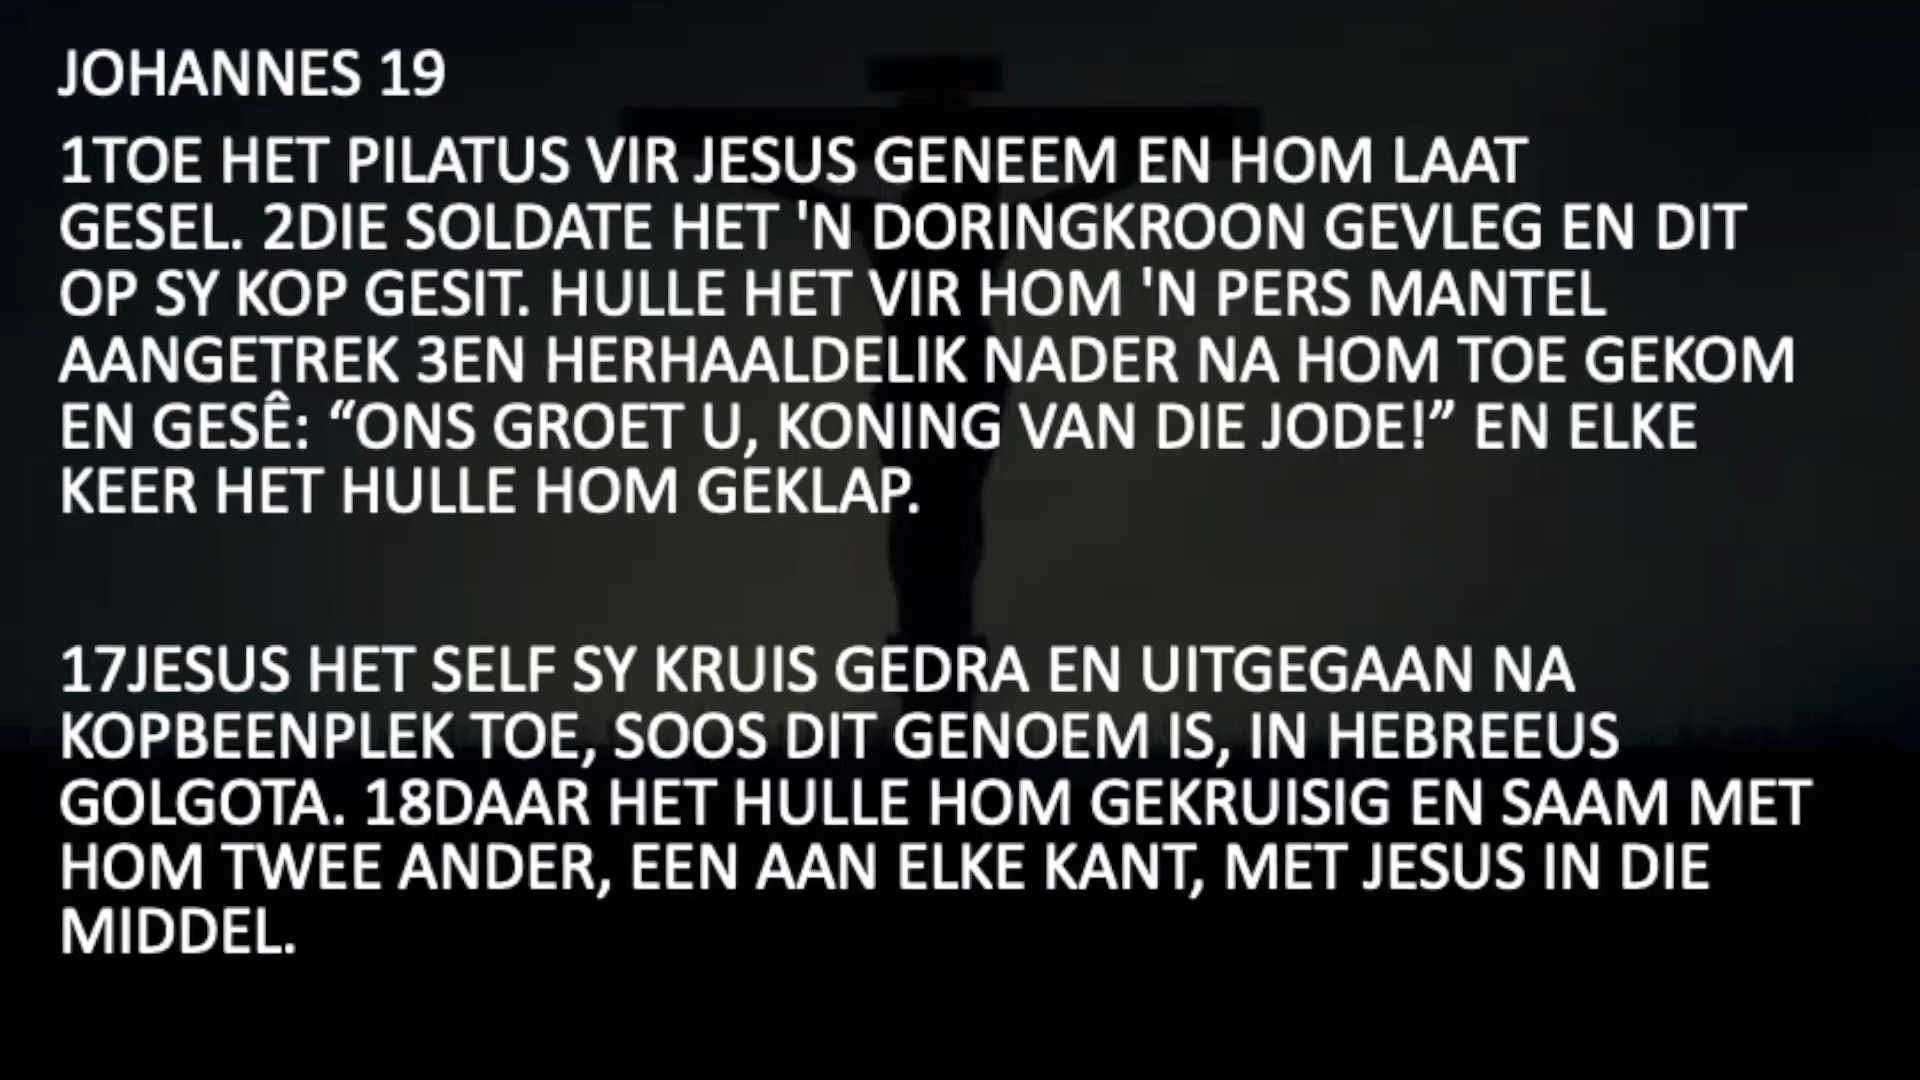 JOHANNES 19
1TOE HET PILATUS VIR JESUS GENEEM EN HOM LAAT
GESEL. 2DIE SOLDATE HET 'N DORINGKROON GEVLEG EN DIT
OP SY KOP GESIT. HULLE HET VIR HOM 'N PERS MANTEL
AANGETREK 3EN HERHAALDELIK NADER NA HOM TOE GEKOM
EN GESÊ: “ONS GROET U, KONING VAN DIE JODE!” EN ELKE
KEER HET HULLE HOM GEKLAP.
17JESUS HET SELF SY KRUIS GEDRA EN UITGEGAAN NA
KOPBEENPLEK TOE, SOOS DIT GENOEM IS, IN HEBREEUS
GOLGOTA. 18DAAR HET HULLE HOM GEKRUISIG EN SAAM MET
HOM TWEE ANDER, EEN AAN ELKE KANT, MET JESUS IN DIE
MIDDEL.